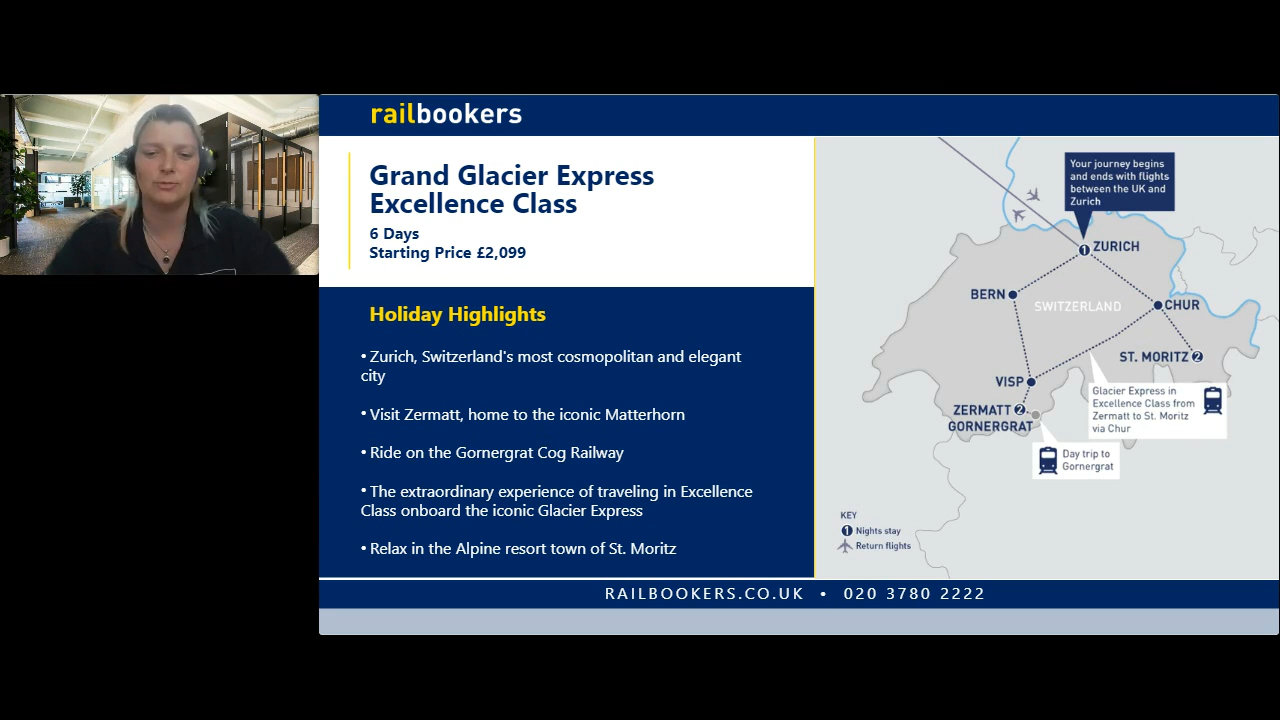 railbookers
Grand Glacier Express
Excellence Class
6 Days
Starting Price £2,099
Holiday Highlights
• Zurich, Switzerland's most cosmopolitan and elegant
city
• Visit Zermatt, home to the iconic Matterhorn
• Ride on the Gornergrat Cog Railway
• The extraordinary experience of traveling in Excellence
Class onboard the iconic Glacier Express
• Relax in the Alpine resort town of St. Moritz
Your journey begins
and ends with flights
between the UK and
Zurich
1 ZURICH
BERN
SWITZERLAND
CHUR
ST. MORITZ 2
VISP
Glacier Express in
Excellence Class from
Zermatt to St. Moritz
via Chur
ZERMATT 2
GORNERGRAT
Day trip to
Gornergrat
KEY
1 Nights stay
Return flights
RAILBOOKERS.CO.UK • 020 3780 2222